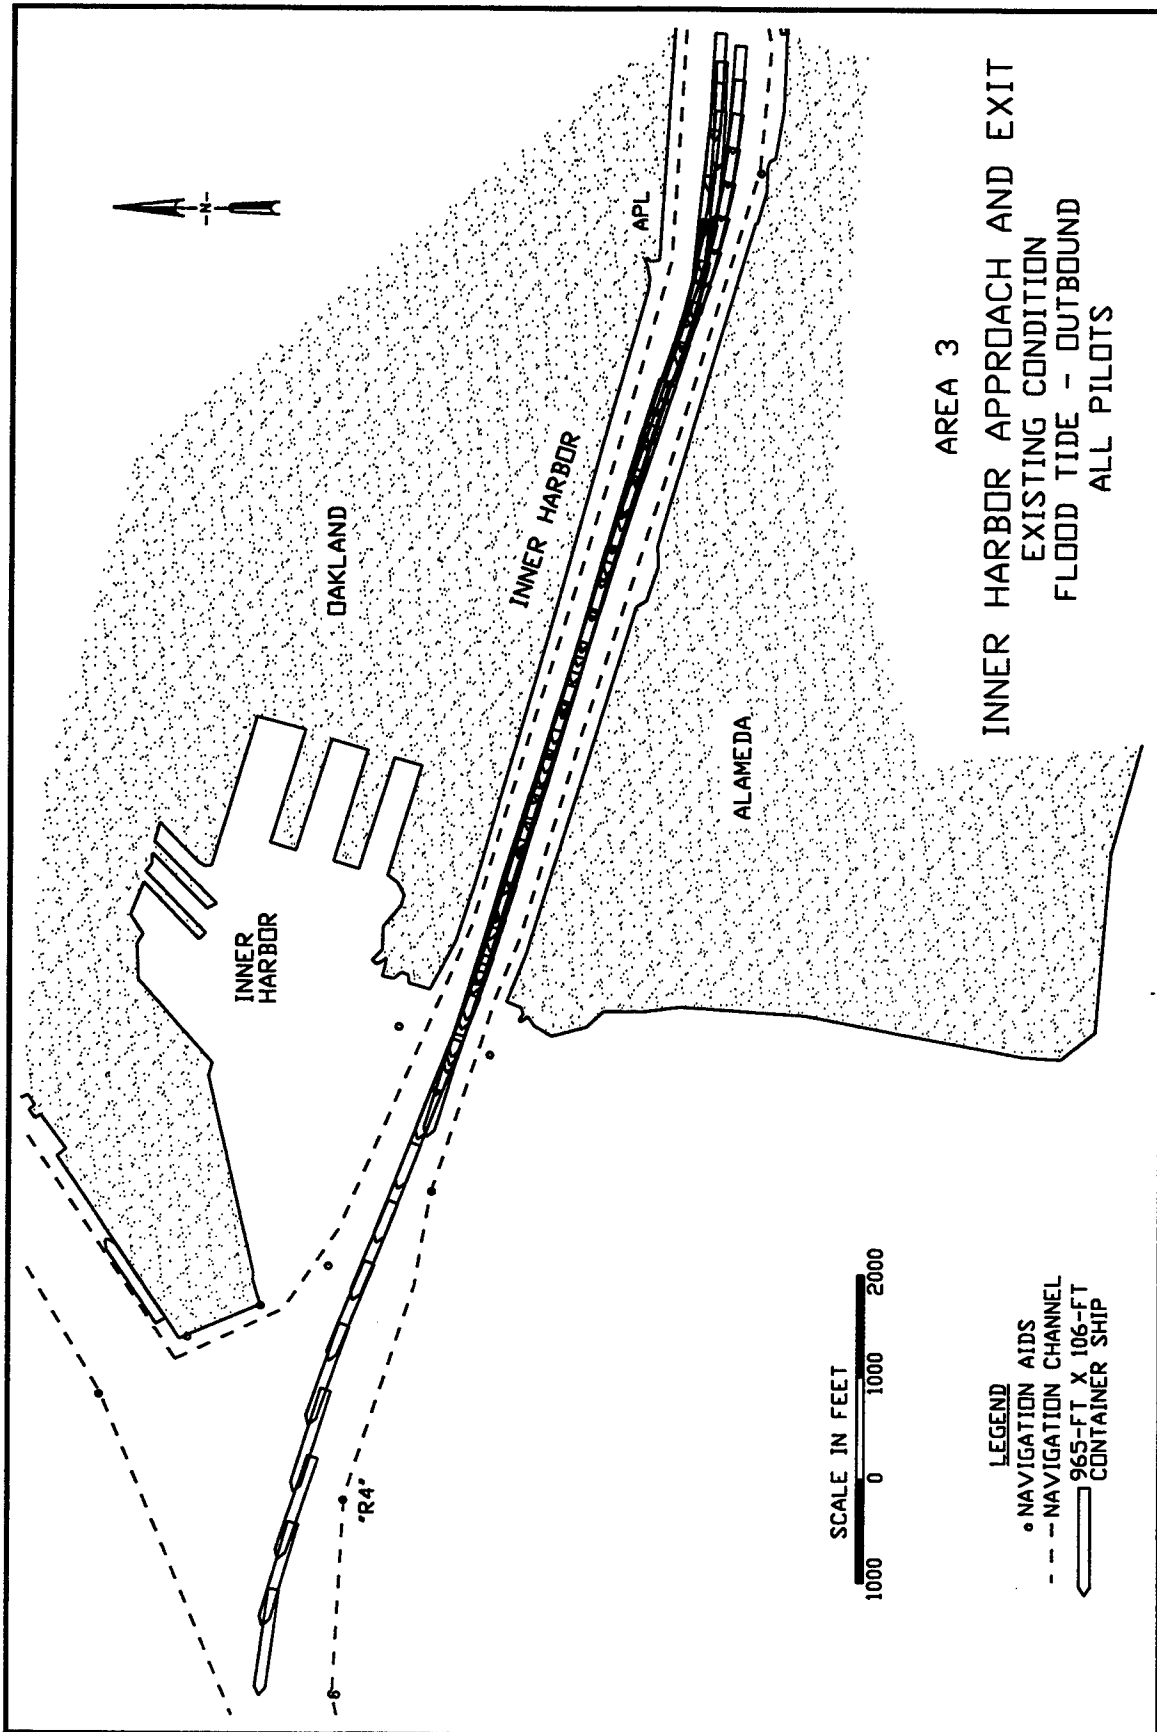 -N-
APL
OAKLAND
INNER HARBOR
INNER
HARBOR
ALAMEDA
"R4"
6
AREA 3
INNER HARBOR APPROACH AND EXIT
EXISTING CONDITION
FLOOD TIDE - OUTBOUND
ALL PILOTS
SCALE IN FEET
1000 0 1000 2000
LEGEND
NAVIGATION AIDS
NAVIGATION CHANNEL
965-FT X 106-FT
CONTAINER SHIP